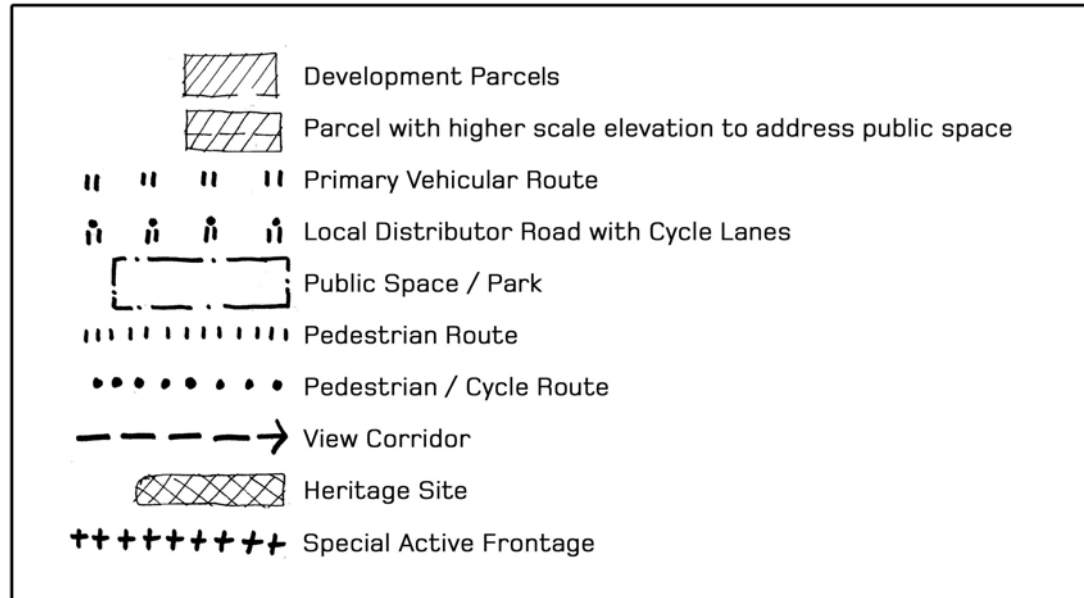 Development Parcels
Parcel with higher scale elevation to address public space
Primary Vehicular Route
Local Distributor Road with Cycle Lanes
Public Space / Park
Pedestrian Route
Pedestrian / Cycle Route
View Corridor
Heritage Site
Special Active Frontage